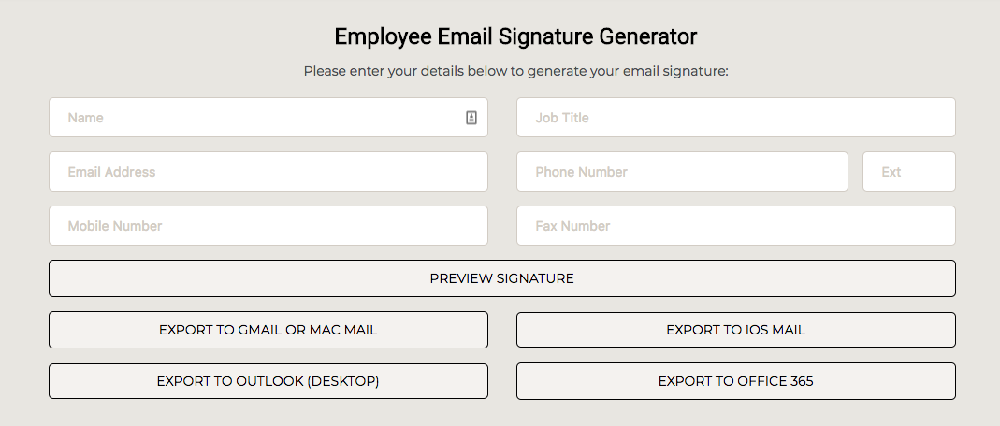 Employee Email Signature Generator
Please enter your details below to generate your email signature:
Name
Job Title
Email Address
Phone Number
Ext
Mobile Number
Fax Number
PREVIEW SIGNATURE
EXPORT TO GMAIL OR MAC MAIL
EXPORT TO IOS MAIL
EXPORT TO OUTLOOK (DESKTOP)
EXPORT TO OFFICE 365